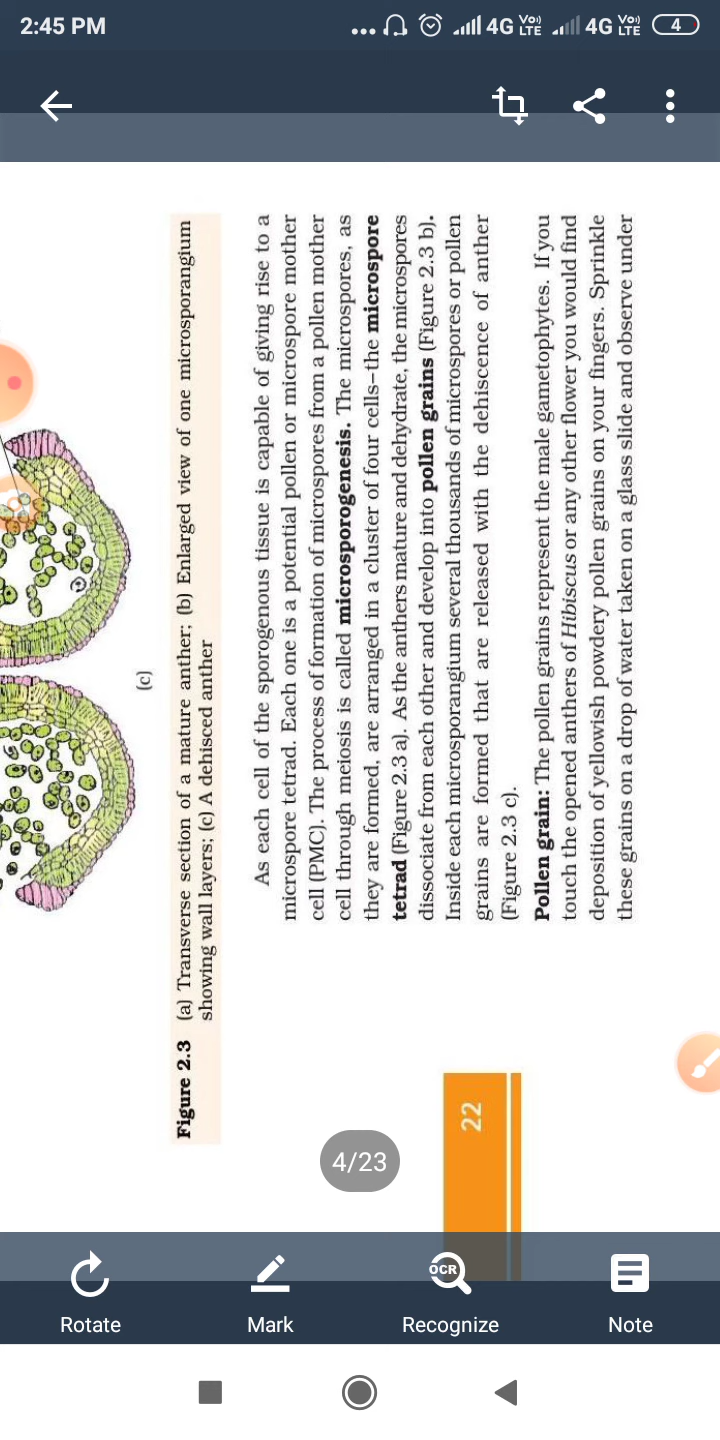 2:45 PM
4G Vo) LTE 4G Vo) LTE 4
(c)
Figure 2.3 (a) Transverse section of a mature anther; (b) Enlarged view of one microsporangium
showing wall layers; (c) A dehisced anther
As each cell of the sporogenous tissue is capable of giving rise to a
microspore tetrad. Each one is a potential pollen or microspore mother
cell (PMC). The process of formation of microspores from a pollen mother
cell through meiosis is called microsporogenesis. The microspores, as
they are formed, are arranged in a cluster of four cells–the microspore
tetrad (Figure 2.3 a). As the anthers mature and dehydrate, the microspores
dissociate from each other and develop into pollen grains (Figure 2.3 b).
Inside each microsporangium several thousands of microspores or pollen
grains are formed that are released with the dehiscence of anther
(Figure 2.3 c).
Pollen grain: The pollen grains represent the male gametophytes. If you
touch the opened anthers of Hibiscus or any other flower you would find
deposition of yellowish powdery pollen grains on your fingers. Sprinkle
these grains on a drop of water taken on a glass slide and observe under
22
4/23
OCR
Rotate Mark Recognize Note